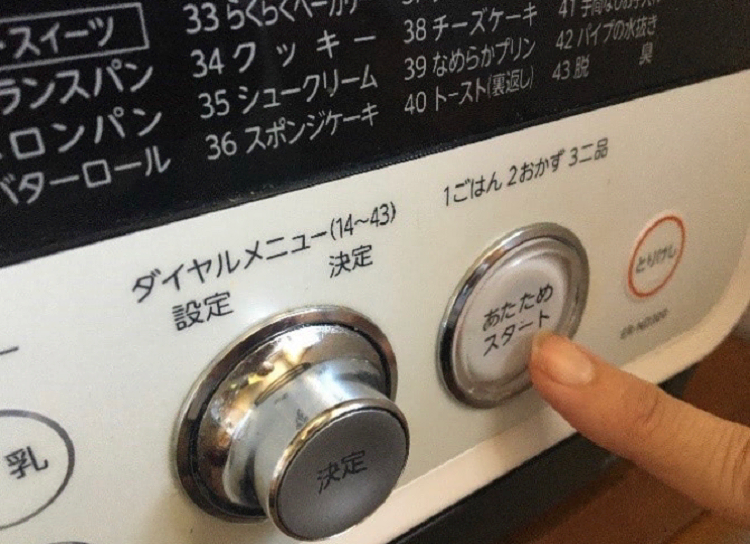 スイーツ
ランスパン
ロンパン
バターロール
33 らくらくベーカリー
34 クッキー
35 シュークリーム
36 スポンジケーキ
38 チーズケーキ
39 なめらかプリン
40 トースト(裏返し)
42 パイプの水抜き
43 脱臭
ダイヤルメニュー(14〜43)
設定 決定
1ごはん 2おかず 3二品
あたため
スタート
とりけし
決定
乳